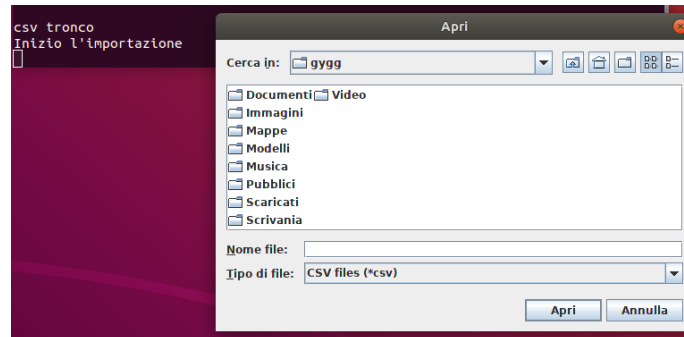 csv tronco
Inizio l'importazione
Apri
Cerca in: gygg
Documenti Video
Immagini
Mappe
Modelli
Musica
Pubblici
Scaricati
Scrivania
Nome file:
Tipo di file: CSV files (*csv)
Apri Annulla